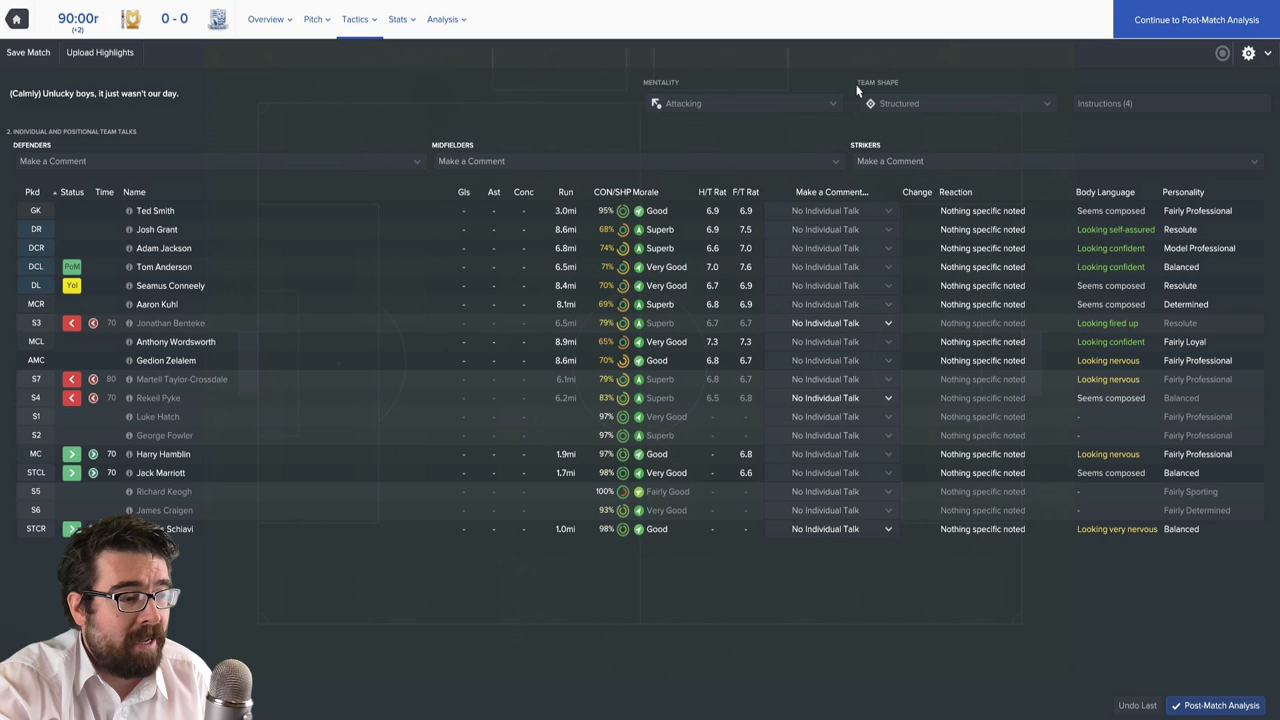 90:00r
(+2)
0 - 0
Overview
Pitch
Tactics
Stats
Analysis
Continue to Post-Match Analysis
Save Match
Upload Highlights
MENTALITY
TEAM SHAPE
(Calmly) Unlucky boys, it just wasn't our day.
Attacking
Structured
Instructions (4)
2. INDIVIDUAL AND POSITIONAL TEAM TALKS
DEFENDERS
MIDFIELDERS
STRIKERS
Make a Comment
Make a Comment
Make a Comment
Pkd Status Time Name Gls Ast Conc Run CON/SHP Morale H/T Rat F/T Rat Make a Comment... Change Reaction Body Language Personality
GK Ted Smith - - - 3.0mi 95% Good 6.9 6.9 No Individual Talk Nothing specific noted Seems composed Fairly Professional
DR Josh Grant - - - 8.6mi 68% Superb 6.9 7.5 No Individual Talk Nothing specific noted Looking self-assured Resolute
DCR Adam Jackson - - - 6.8mi 74% Superb 6.6 7.0 No Individual Talk Nothing specific noted Looking confident Model Professional
DCL PoM Tom Anderson - - - 6.5mi 71% Very Good 7.0 7.6 No Individual Talk Nothing specific noted Looking confident Balanced
DL Yel Seamus Conneely - - - 8.4mi 70% Very Good 6.7 6.9 No Individual Talk Nothing specific noted Seems composed Resolute
MCR Aaron Kuhl - - - 8.1mi 69% Superb 6.8 6.9 No Individual Talk Nothing specific noted Seems composed Determined
S3 70 Jonathan Benteke - - - 6.5mi 79% Superb 6.7 6.7 No Individual Talk Nothing specific noted Looking fired up Resolute
MCL Anthony Wordsworth - - - 8.9mi 65% Very Good 7.3 7.3 No Individual Talk Nothing specific noted Looking confident Fairly Loyal
AMC Gedion Zelalem - - - 8.6mi 70% Good 6.8 6.7 No Individual Talk Nothing specific noted Looking nervous Fairly Professional
S7 80 Martell Taylor-Crossdale - - - 6.1mi 79% Superb 6.8 6.7 No Individual Talk Nothing specific noted Looking nervous Fairly Professional
S4 70 Rekeil Pyke - - - 6.2mi 83% Superb 6.5 6.8 No Individual Talk Nothing specific noted Seems composed Balanced
S1 Luke Hatch - - - 97% Very Good - - No Individual Talk Nothing specific noted - Fairly Professional
S2 George Fowler - - - 97% Superb - - No Individual Talk Nothing specific noted - Fairly Professional
MC 70 Harry Hamblin - - - 1.9mi 97% Good - 6.8 No Individual Talk Nothing specific noted Looking nervous Fairly Professional
STCL 70 Jack Marriott - - - 1.7mi 98% Very Good - 6.6 No Individual Talk Nothing specific noted Seems composed Balanced
S5 Richard Keogh - - - 100% Fairly Good - - No Individual Talk Nothing specific noted - Fairly Sporting
S6 James Craigen - - - 93% Very Good - - No Individual Talk Nothing specific noted - Fairly Determined
STCR Schiavi - - - 1.0mi 98% Good - - No Individual Talk Nothing specific noted Looking very nervous Balanced
Undo Last
Post-Match Analysis